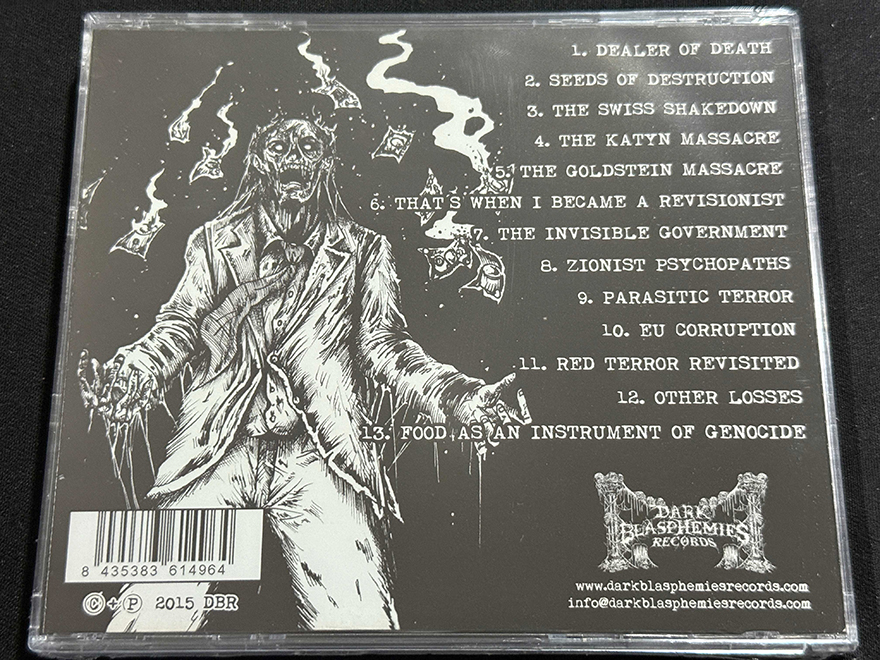 1. DEALER OF DEATH
2. SEEDS OF DESTRUCTION
3. THE SWISS SHAKEDOWN
4. THE KATYN MASSACRE
5. THE GOLDSTEIN MASSACRE
6. THAT'S WHEN I BECAME A REVISIONIST
7. THE INVISIBLE GOVERNMENT
8. ZIONIST PSYCHOPATHS
9. PARASITIC TERROR
10. EU CORRUPTION
11. RED TERROR REVISITED
12. OTHER LOSSES
13. FOOD AS AN INSTRUMENT OF GENOCIDE
DARK
BLASPHEMIES
RECORDS
8 435383 614964
www.darkblasphemiesrecords.com
© + ℗ 2015 DBR
info@darkblasphemiesrecords.com